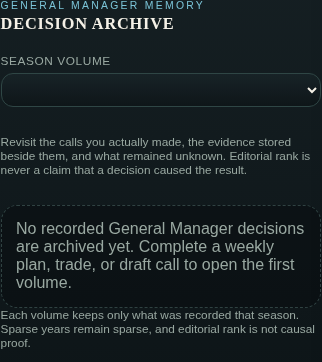 GENERAL MANAGER MEMORY
DECISION ARCHIVE
SEASON VOLUME
Revisit the calls you actually made, the evidence stored
beside them, and what remained unknown. Editorial rank is
never a claim that a decision caused the result.
No recorded General Manager decisions
are archived yet. Complete a weekly
plan, trade, or draft call to open the first
volume.
Each volume keeps only what was recorded that season.
Sparse years remain sparse, and editorial rank is not causal
proof.